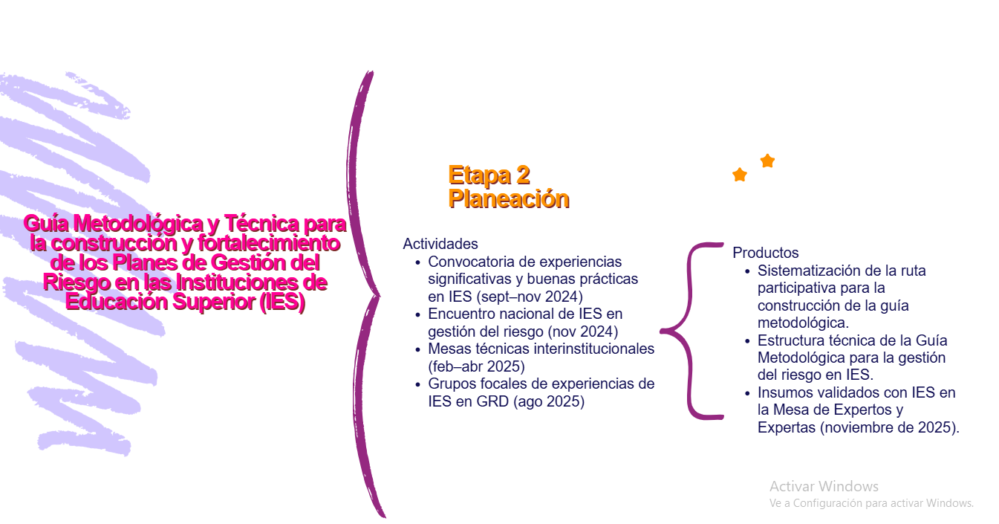 Guía Metodológica y Técnica para
la construcción y fortalecimiento
de los Planes de Gestión del
Riesgo en las Instituciones de
Educación Superior (IES)
Etapa 2
Planeación
Actividades
• Convocatoria de experiencias
significativas y buenas prácticas
en IES (sept–nov 2024)
• Encuentro nacional de IES en
gestión del riesgo (nov 2024)
• Mesas técnicas interinstitucionales
(feb–abr 2025)
• Grupos focales de experiencias de
IES en GRD (ago 2025)
Productos
• Sistematización de la ruta
participativa para la
construcción de la guía
metodológica.
• Estructura técnica de la Guía
Metodológica para la gestión
del riesgo en IES.
• Insumos validados con IES en
la Mesa de Expertos y
Expertas (noviembre de 2025).
Activar Windows
Ve a Configuración para activar Windows.